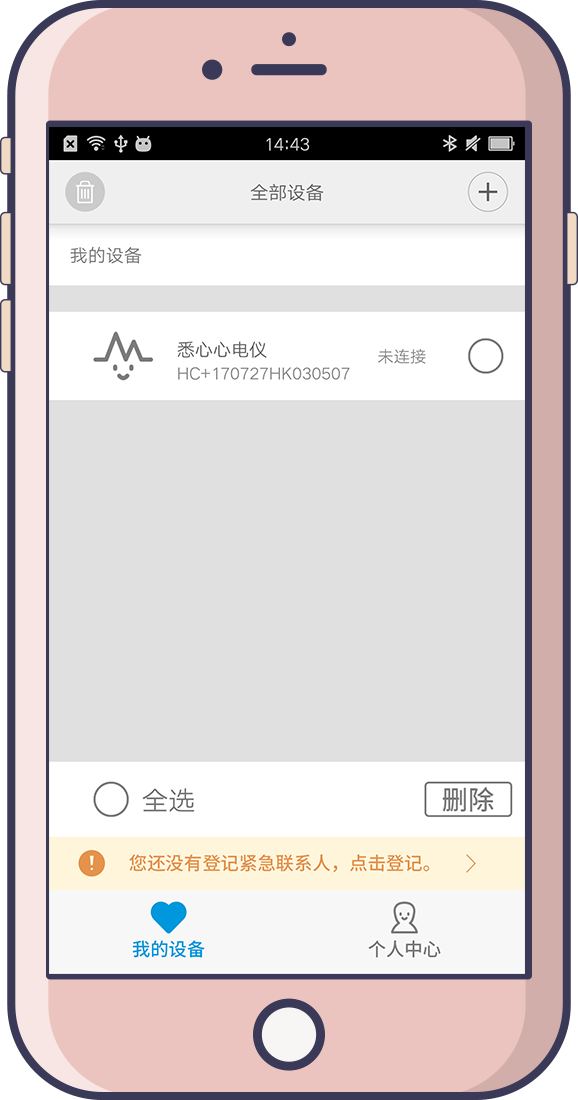 14:43
全部设备
我的设备
悉心心电仪
未连接
HC+170727HK030507
全选
删除
您还没有登记紧急联系人，点击登记。
我的设备
个人中心